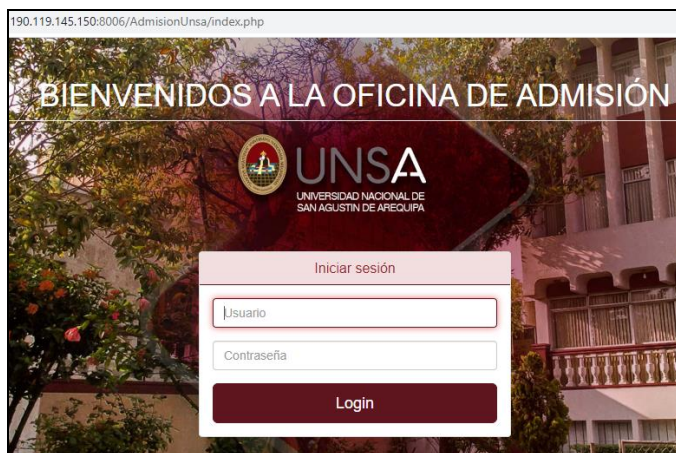 190.119.145.150:8006/AdmisionUnsa/index.php
BIENVENIDOS A LA OFICINA DE ADMISIÓN
UNSA
UNIVERSIDAD NACIONAL DE
SAN AGUSTIN DE AREQUIPA
Iniciar sesión
Usuario
Contraseña
Login